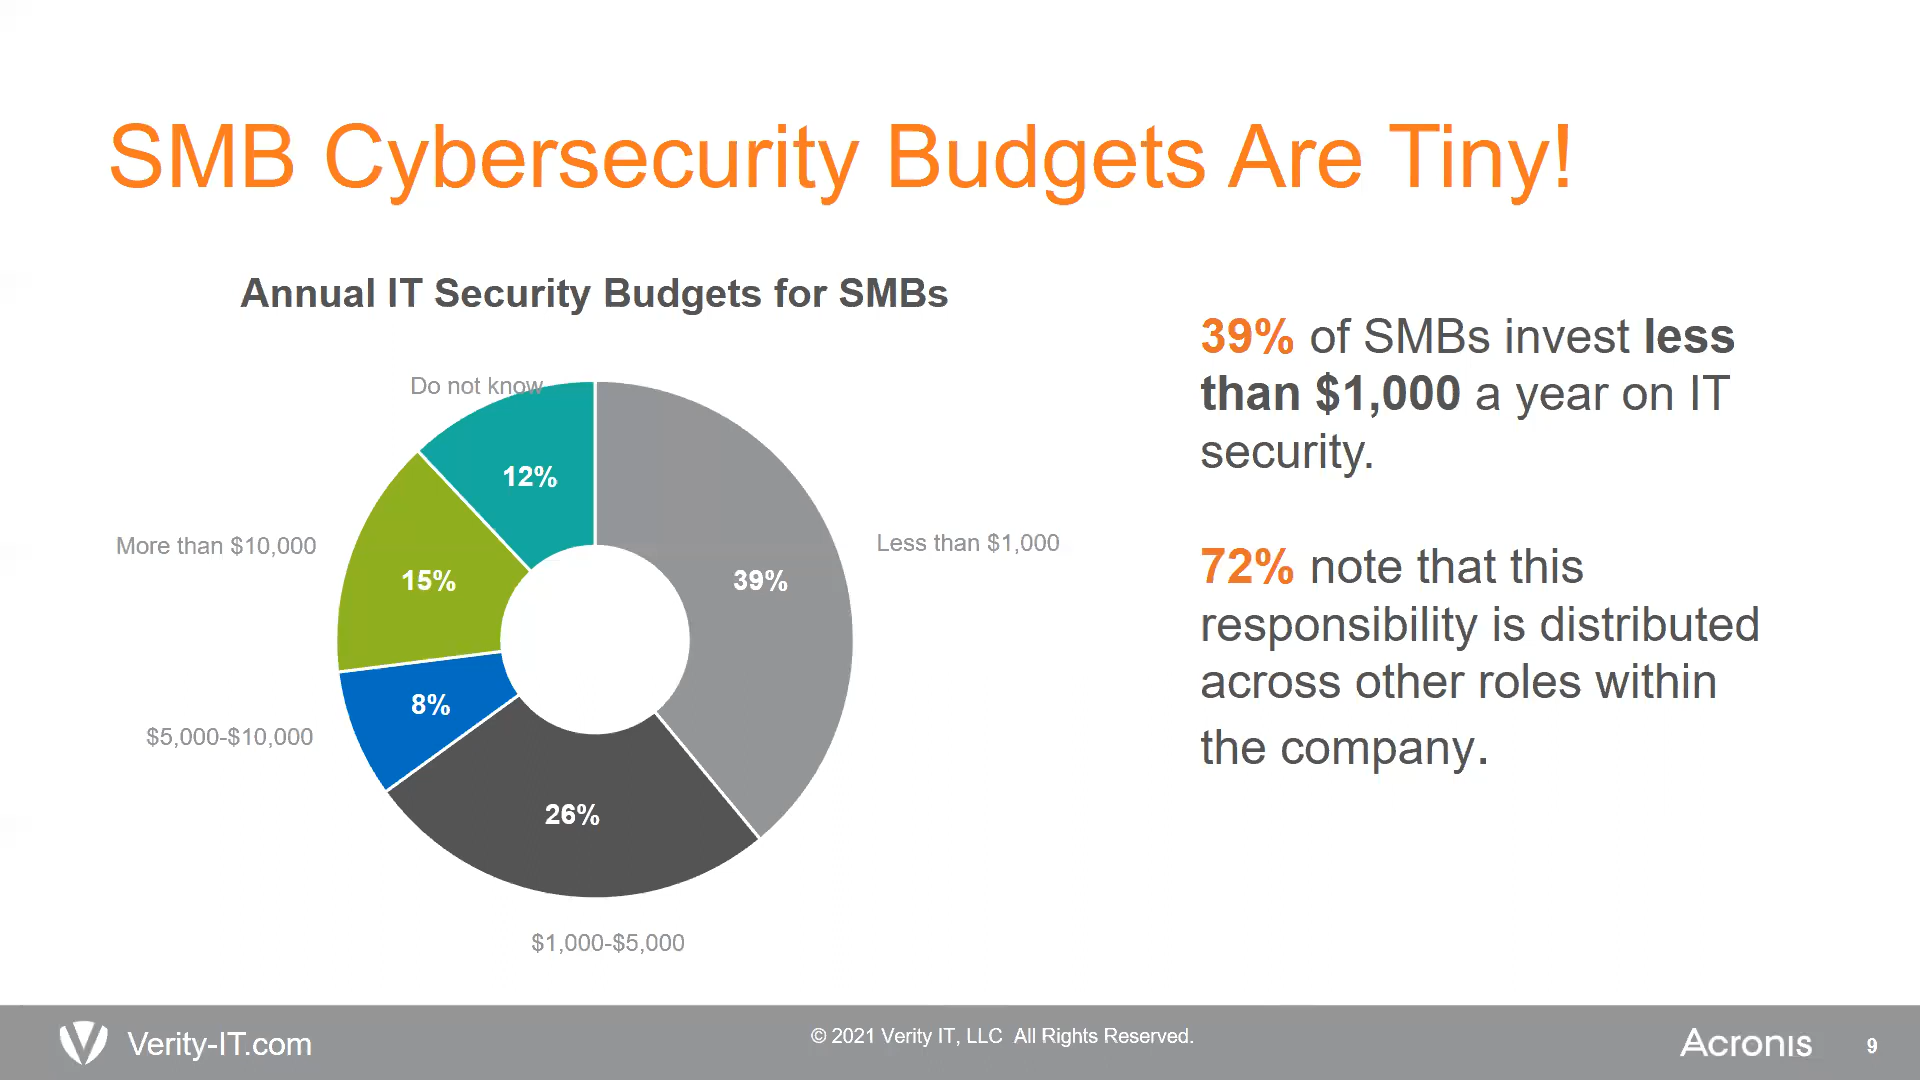 SMB Cybersecurity Budgets Are Tiny!
Annual IT Security Budgets for SMBs
Do not know
12%
More than $10,000
15%
Less than $1,000
39%
8%
$5,000-$10,000
26%
$1,000-$5,000
39% of SMBs invest less
than $1,000 a year on IT
security.
72% note that this
responsibility is distributed
across other roles within
the company.
Verity-IT.com
© 2021 Verity IT, LLC All Rights Reserved.
Acronis
9